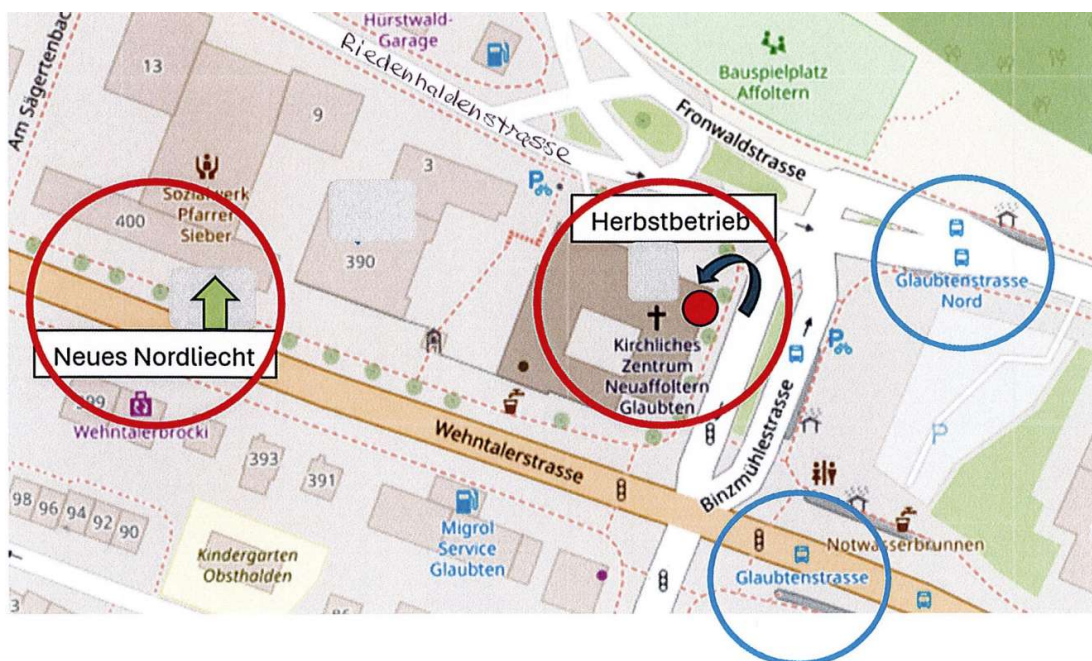 Am Sägertenbac
Hürstwald-
Garage
Riedenhaldenstrasse
Bauspielplatz
Affoltern
Fronwaldstrasse
13
9
3
Sozialwerk
Pfarrer
Sieber
400
390
Herbstbetrieb
Glaubtenstrasse
Nord
Neues Nordliecht
Kirchliches
Zentrum
Neuaffoltern
Glaubten
399
Wehntalerbrocki
Wehntalerstrasse
Binzmühlestrasse
393
391
98
96
94
92
90
Kindergarten
Obsthalden
Migrol
Service
Glaubten
Notwasserbrunnen
Glaubtenstrasse
P
P
P
3